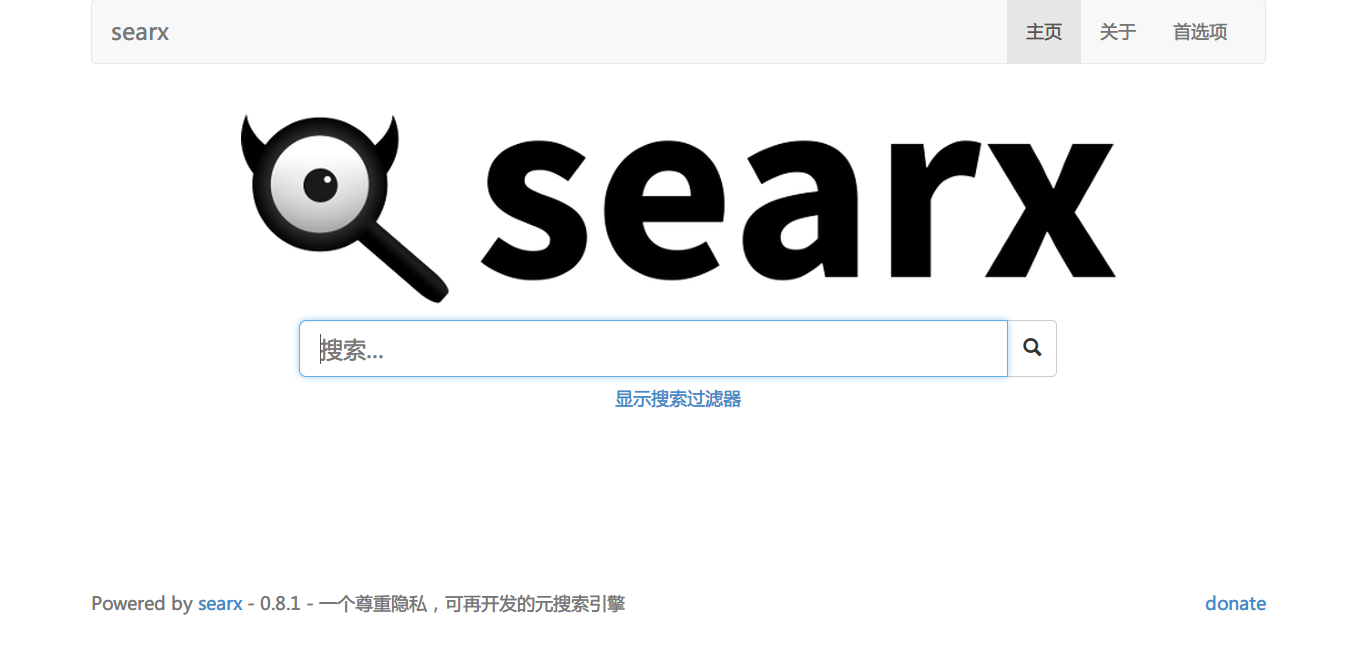 searx 主页 关于 首选项
searx
搜索...
显示搜索过滤器
Powered by searx - 0.8.1 - 一个尊重隐私，可再开发的元搜索引擎 donate